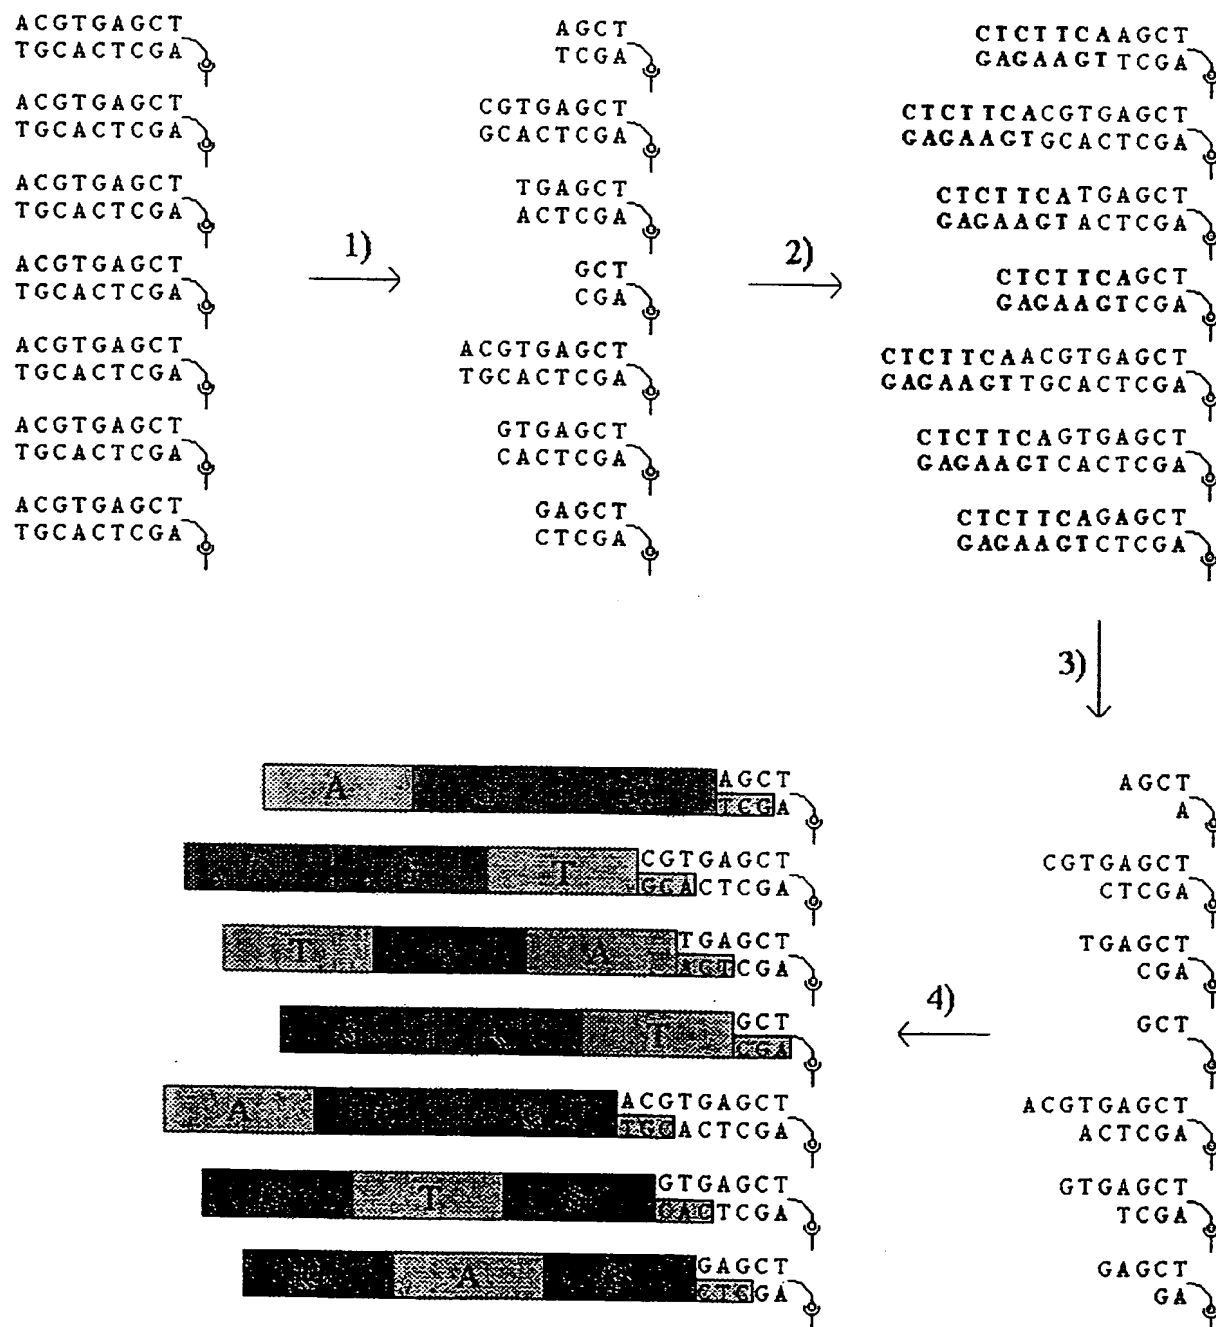 ACGTGAGCT
TGCACTCGA
ACGTGAGCT
TGCACTCGA
ACGTGAGCT
TGCACTCGA
ACGTGAGCT
TGCACTCGA
ACGTGAGCT
TGCACTCGA
ACGTGAGCT
TGCACTCGA
ACGTGAGCT
TGCACTCGA
1)
AGCT
TCGA
CGTGAGCT
GCACTCGA
TGAGCT
ACTCGA
GCT
CGA
ACGTGAGCT
TGCACTCGA
GTGAGCT
CACTCGA
GAGCT
CTCGA
2)
CTCTTCAAGCT
GAGAAGTTCGA
CTCTTCACGTGAGCT
GAGAAGTGCACTCGA
CTCTTCATGAGCT
GAGAAGTACTCGA
CTCTTCAGCT
GAGAAGTCGA
CTCTTCAACGTGAGCT
GAGAAGTTGCACTCGA
CTCTTCAGTGAGCT
GAGAAGTCACTCGA
CTCTTCAGAGCT
GAGAAGTCTCGA
3)
AGCT
A
CGTGAGCT
CTCGA
TGAGCT
CGA
GCT
ACGTGAGCT
ACTCGA
GTGAGCT
TCGA
GAGCT
GA
4)
A AGCT
TCGA
T CGTGAGCT
GCACTCGA
T A TGAGCT
CGA
T GCT
CGA
A ACGTGAGCT
TGCACTCGA
T GTGAGCT
TCGA
A GAGCT
CTCGA